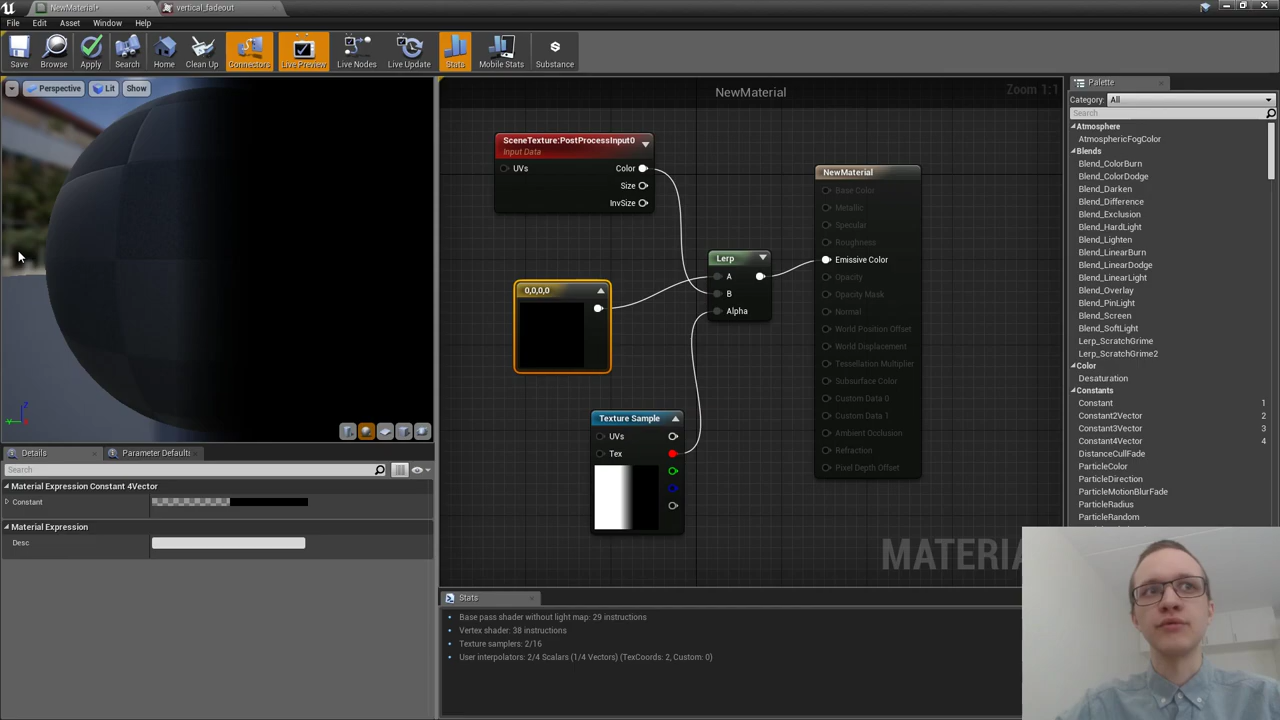 NewMaterial*
vertical_fadeout
File Edit Asset Window Help
Save Browse Apply Search Home Clean Up Connectors Live Preview Live Nodes Live Update Stats Mobile Stats Substance
Perspective Lit Show
NewMaterial
Zoom 1:1
SceneTexture:PostProcessInput0
Input Data
UVs Color
Size
InvSize
0,0,0,0
Lerp
A
B
Alpha
Texture Sample
UVs
Tex
NewMaterial
Base Color
Metallic
Specular
Roughness
Emissive Color
Opacity
Opacity Mask
Normal
World Position Offset
World Displacement
Tessellation Multiplier
Subsurface Color
Custom Data 0
Custom Data 1
Ambient Occlusion
Refraction
Pixel Depth Offset
MATERIA
Palette
Category: All
Search
Atmosphere
AtmosphericFogColor
Blends
Blend_ColorBurn
Blend_ColorDodge
Blend_Darken
Blend_Difference
Blend_Exclusion
Blend_HardLight
Blend_Lighten
Blend_LinearBurn
Blend_LinearDodge
Blend_LinearLight
Blend_Overlay
Blend_PinLight
Blend_Screen
Blend_SoftLight
Lerp_ScratchGrime
Lerp_ScratchGrime2
Color
Desaturation
Constants
Constant 1
Constant2Vector 2
Constant3Vector 3
Constant4Vector 4
DistanceCullFade
ParticleColor
ParticleDirection
ParticleMotionBlurFade
ParticleRadius
ParticleRandom
Details
Parameter Default:
Search
Material Expression Constant 4Vector
Constant
Material Expression
Desc
Stats
Base pass shader without light map: 29 instructions
Vertex shader: 38 instructions
Texture samplers: 2/16
User interpolators: 2/4 Scalars (1/4 Vectors) (TexCoords: 2, Custom: 0)